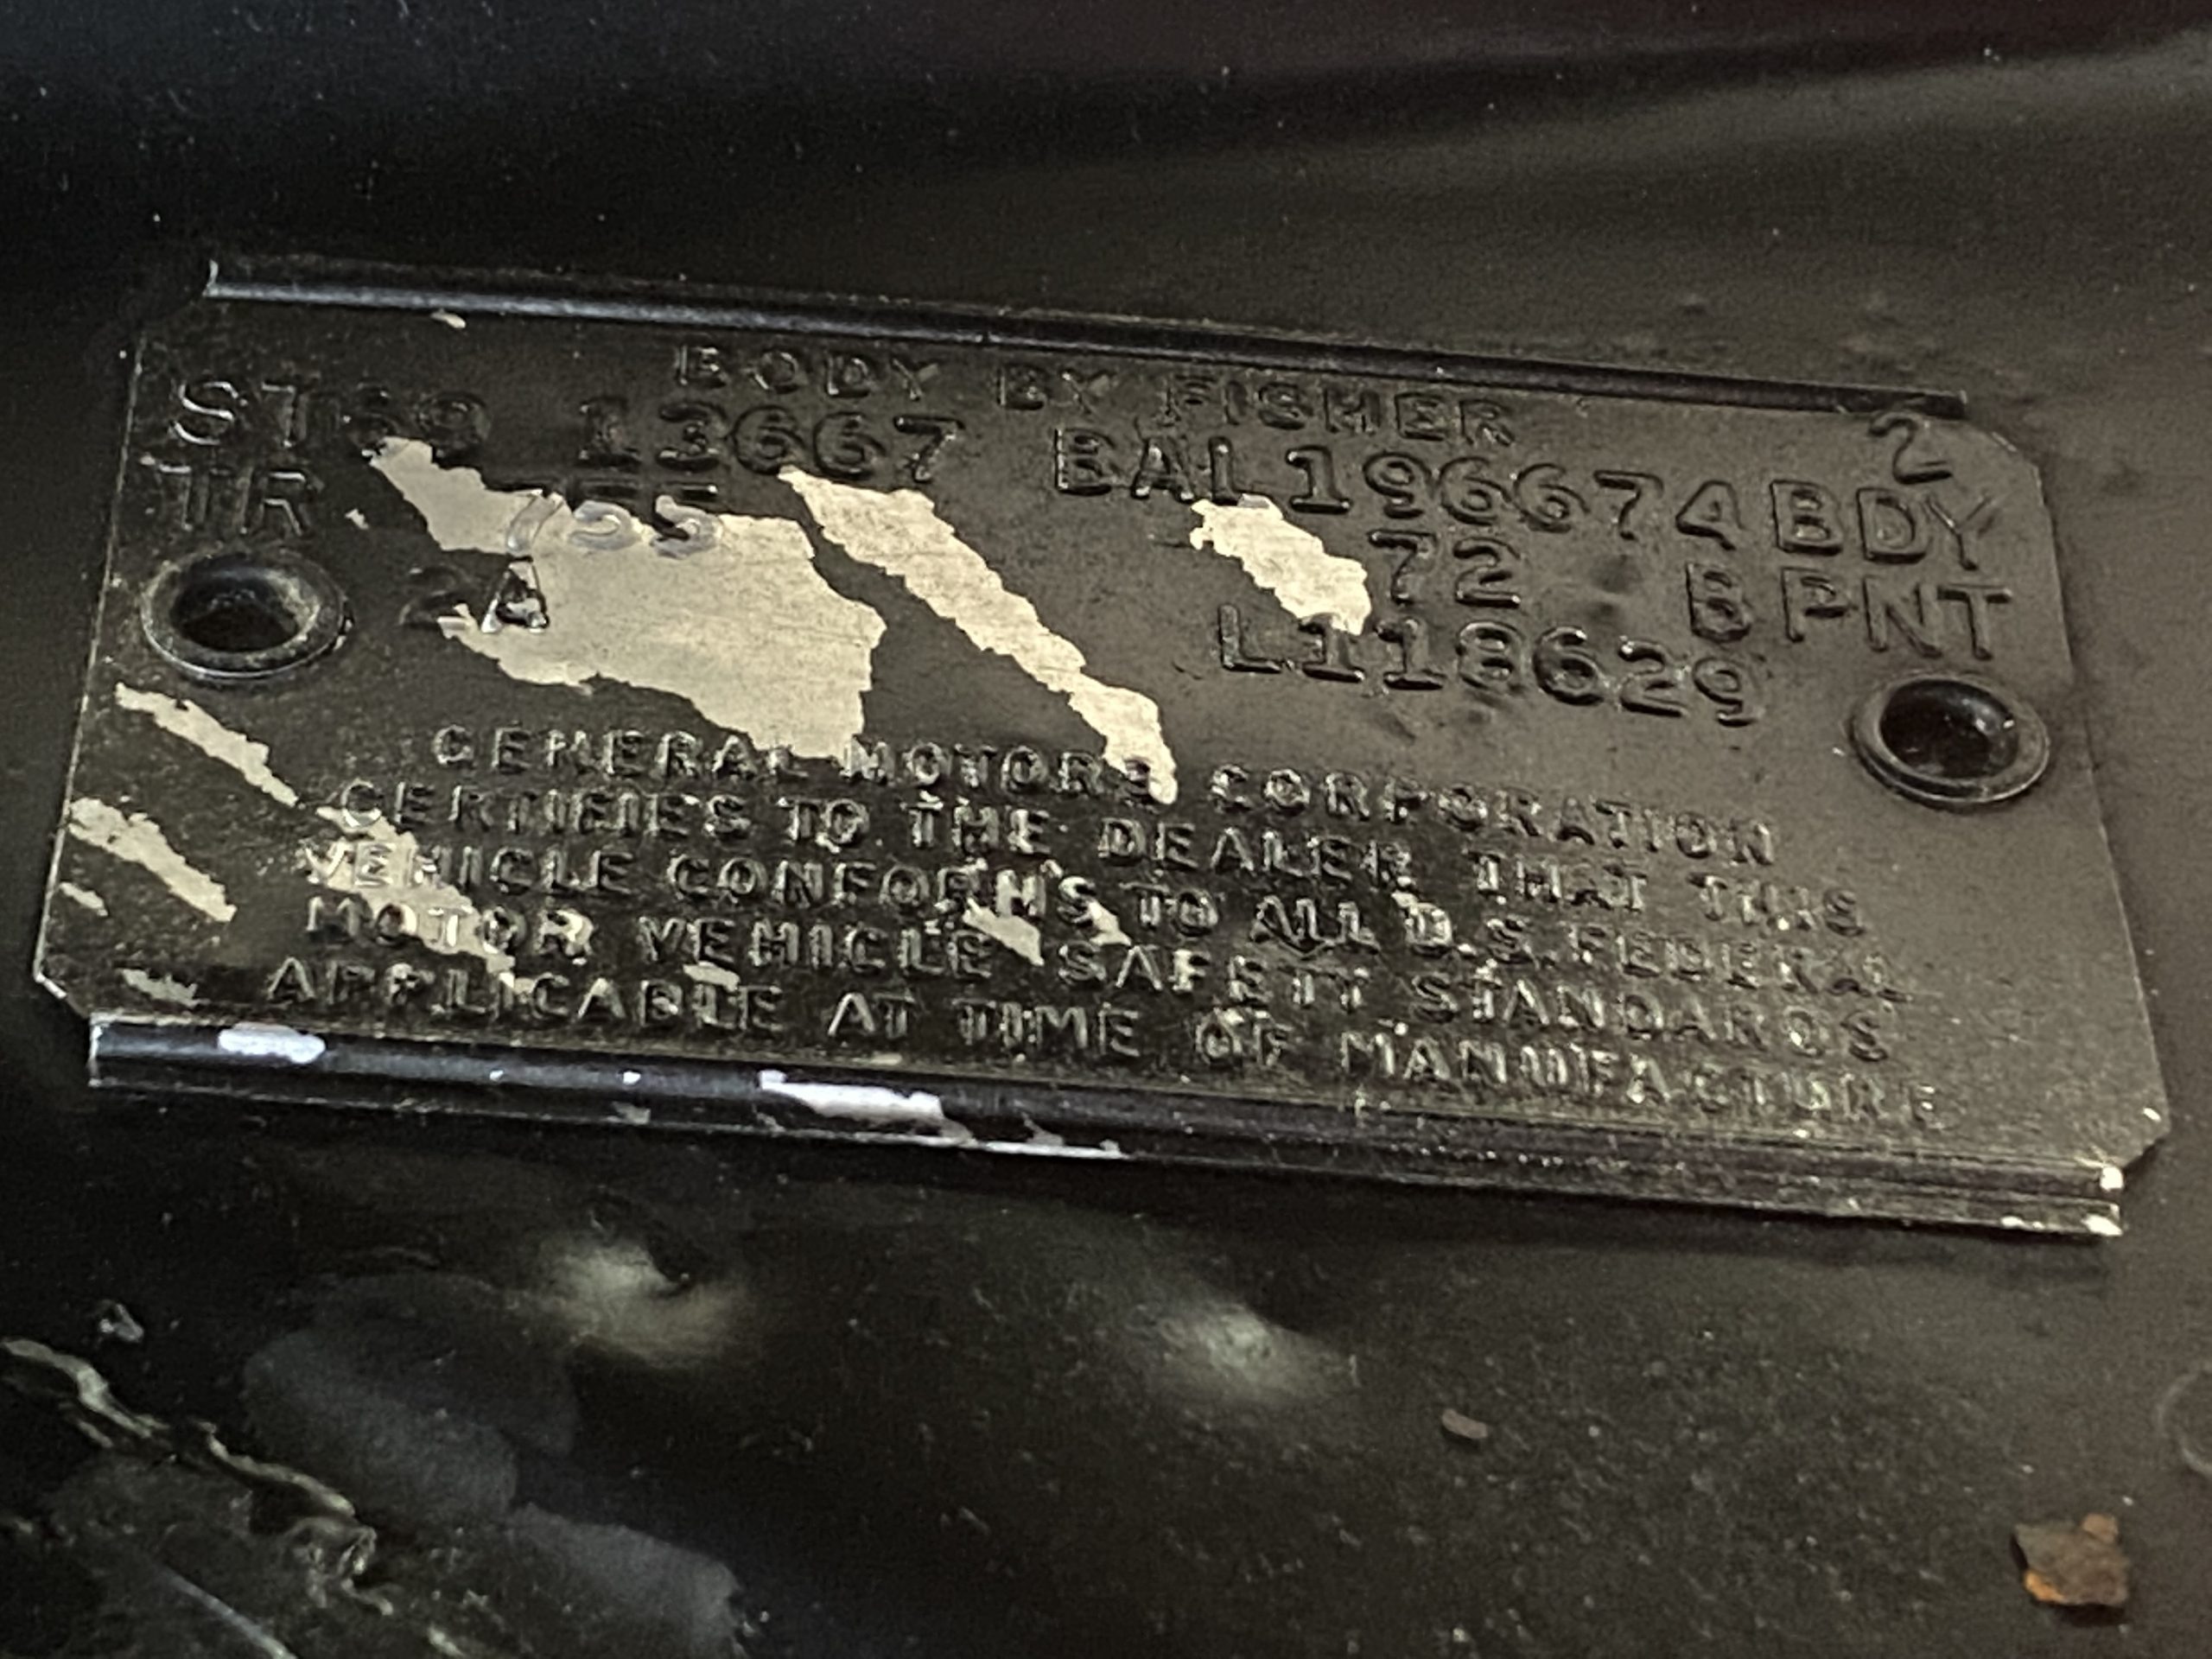 BODY BY FISHER 2
ST69 13667 BAL196674BDY
TR 755 72 B PNT
2A L118629
GENERAL MOTORS CORPORATION
CERTIFIES TO THE DEALER THAT THIS
VEHICLE CONFORMS TO ALL U.S. FEDERAL
MOTOR VEHICLE SAFETY STANDARDS
APPLICABLE AT TIME OF MANUFACTURE